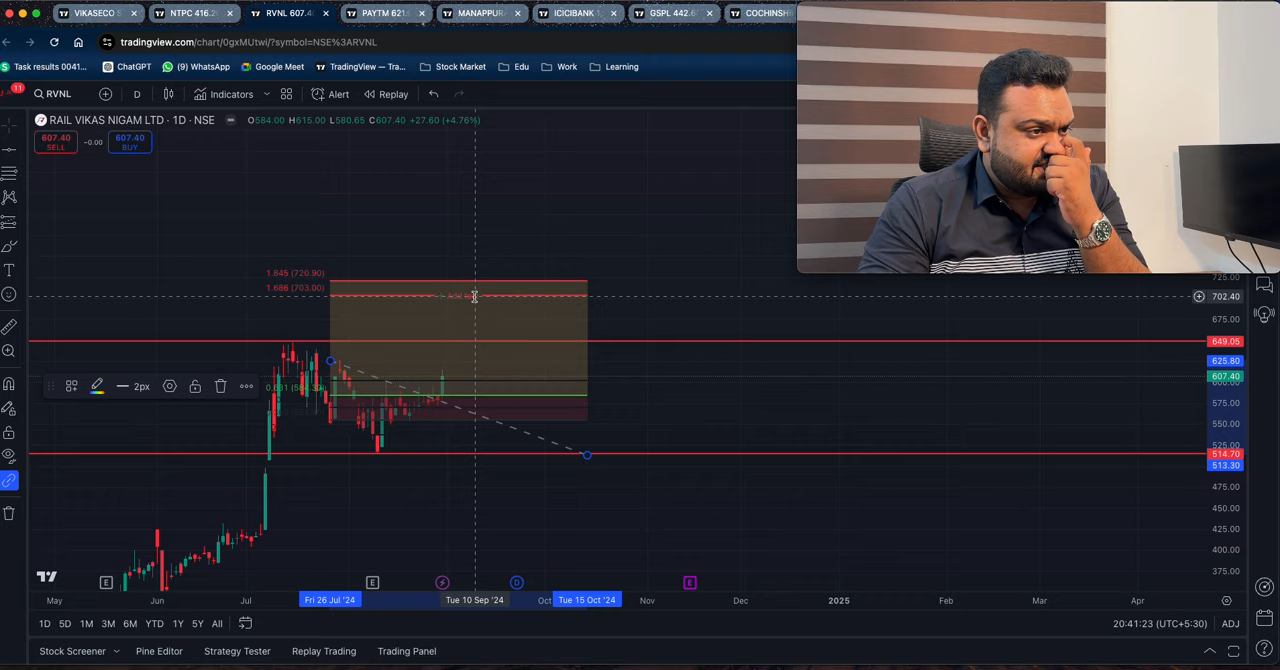 VIKASECO S
NTPC 416.2
RVNL 607.4
PAYTM 621.
MANAPPUR
ICICIBANK 1
GSPL 442.6
COCHINSH
tradingview.com/chart/0gxMUtwi/?symbol=NSE%3ARVNL
Task results 0041...
ChatGPT
(9) WhatsApp
Google Meet
TradingView — Tra...
Stock Market
Edu
Work
Learning
11
RVNL
D
Indicators
Alert
Replay
RAIL VIKAS NIGAM LTD · 1D · NSE
O584.00 H615.00 L580.65 C607.40 +27.60 (+4.76%)
607.40
SELL
-0.00
607.40
BUY
1.845 (720.90)
1.686 (703.00)
2px
725.00
702.40
675.00
649.05
625.80
607.40
575.00
550.00
525.00
514.70
513.30
475.00
450.00
425.00
400.00
375.00
E
E
D
E
May
Jun
Jul
Fri 26 Jul '24
Tue 10 Sep '24
Oct
Tue 15 Oct '24
Nov
Dec
2025
Feb
Mar
Apr
1D 5D 1M 3M 6M YTD 1Y 5Y All
20:41:23 (UTC+5:30)
ADJ
Stock Screener
Pine Editor
Strategy Tester
Replay Trading
Trading Panel